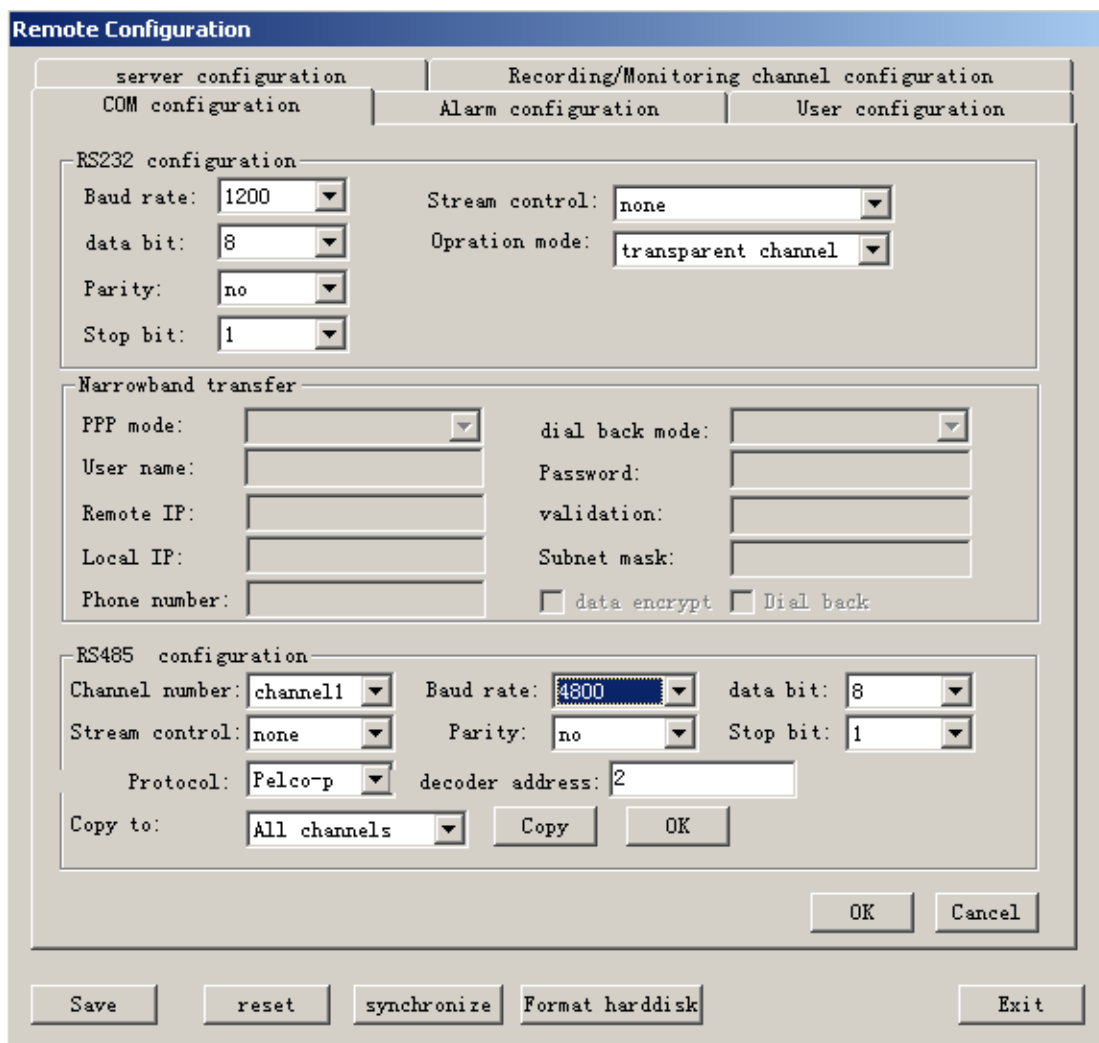 Remote Configuration
server configuration Recording/Monitoring channel configuration
COM configuration Alarm configuration User configuration
RS232 configuration
Baud rate: 1200 Stream control: none
data bit: 8 Opration mode: transparent channel
Parity: no
Stop bit: 1
Narrowband transfer
PPP mode: dial back mode:
User name: Password:
Remote IP: validation:
Local IP: Subnet mask:
Phone number: data encrypt Dial back
RS485 configuration
Channel number: channel1 Baud rate: 4800 data bit: 8
Stream control: none Parity: no Stop bit: 1
Protocol: Pelco-p decoder address: 2
Copy to: All channels Copy OK
OK Cancel
Save reset synchronize Format harddisk Exit